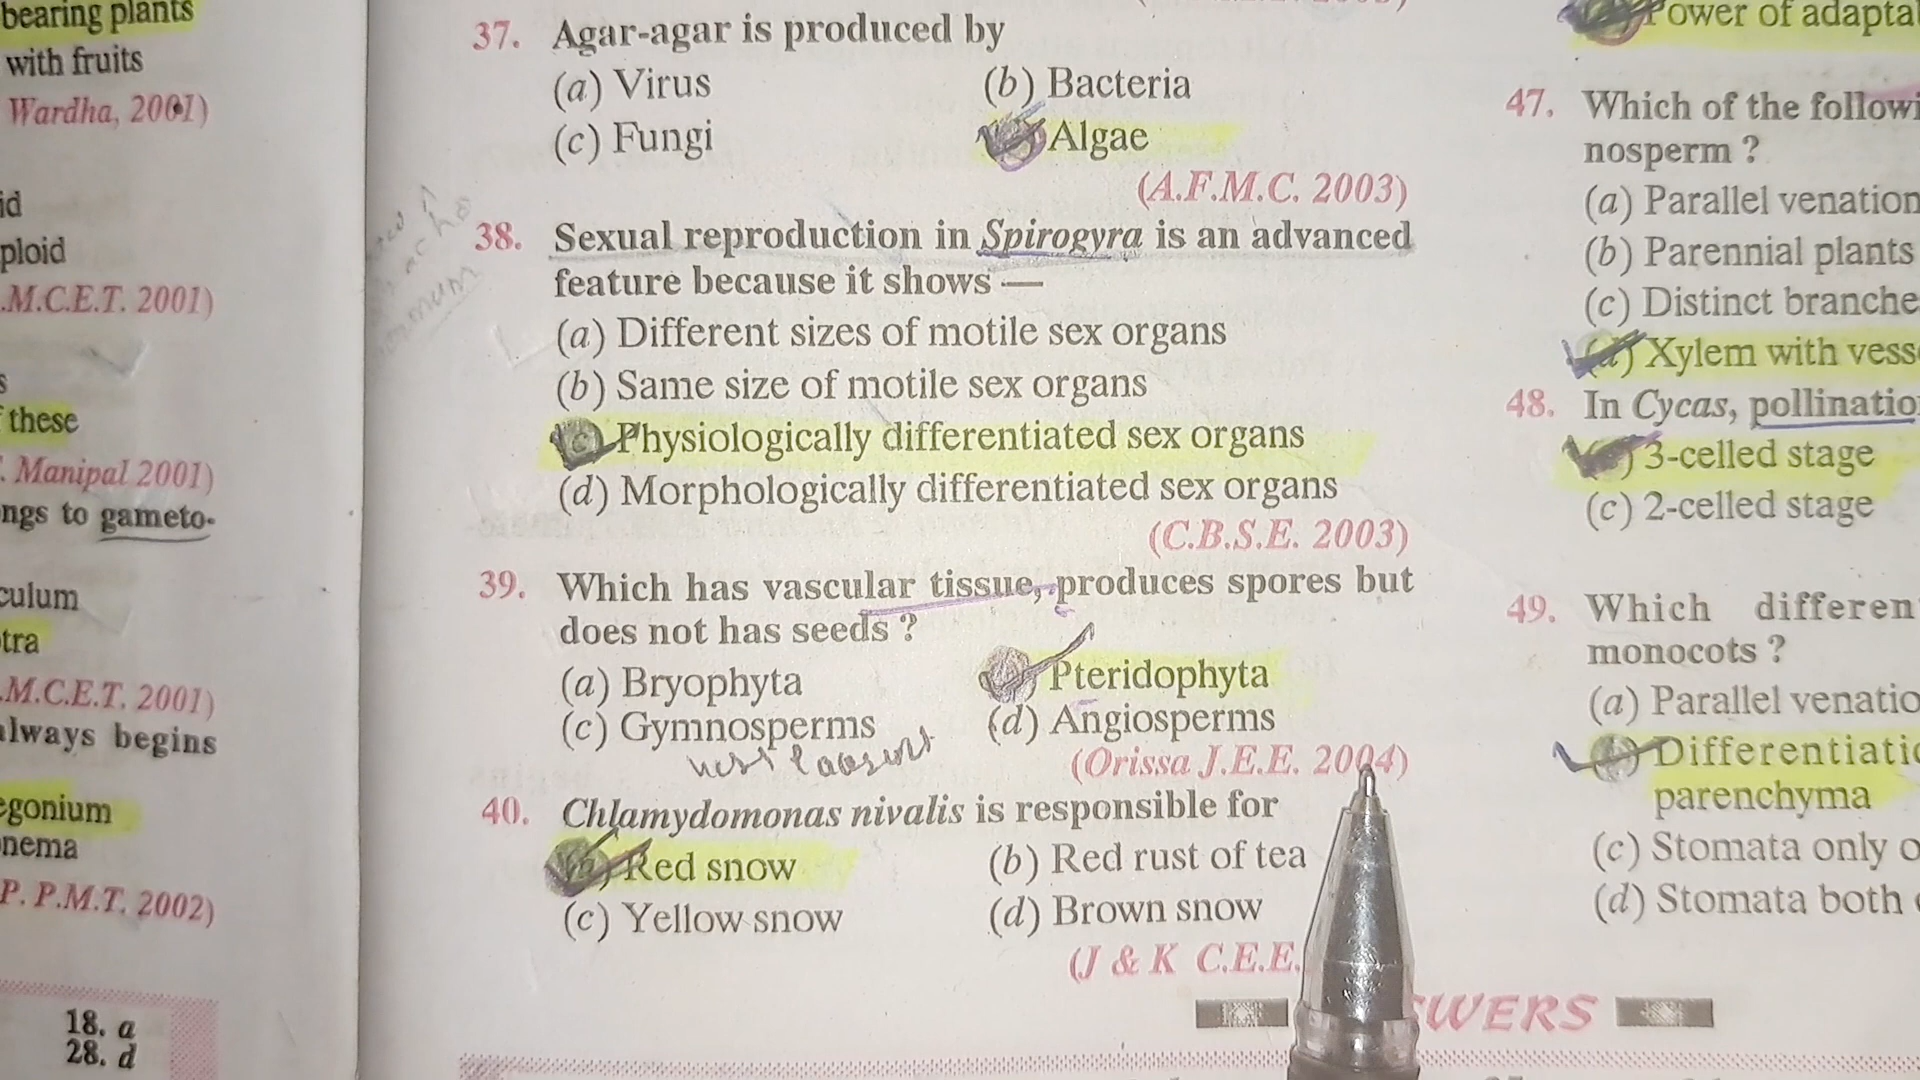 bearing plants
with fruits
Wardha, 2001)
id
ploid
.M.C.E.T. 2001)
s
these
. Manipal 2001)
ngs to gameto-
culum
tra
.M.C.E.T. 2001)
always begins
egonium
nema
P. P.M.T. 2002)
18. a
28. d
37. Agar-agar is produced by
(a) Virus (b) Bacteria
(c) Fungi Algae
(A.F.M.C. 2003)
38. Sexual reproduction in Spirogyra is an advanced
feature because it shows —
(a) Different sizes of motile sex organs
(b) Same size of motile sex organs
(c) Physiologically differentiated sex organs
(d) Morphologically differentiated sex organs
(C.B.S.E. 2003)
39. Which has vascular tissue, produces spores but
does not has seeds ?
(a) Bryophyta Pteridophyta
(c) Gymnosperms (d) Angiosperms
(Orissa J.E.E. 2004)
40. Chlamydomonas nivalis is responsible for
(a) Red snow (b) Red rust of tea
(c) Yellow snow (d) Brown snow
(J & K C.E.E.
SWERS
Power of adapta
47. Which of the followi
nosperm ?
(a) Parallel venation
(b) Parennial plants
(c) Distinct branche
(d) Xylem with vess
48. In Cycas, pollinatio
3-celled stage
(c) 2-celled stage
49. Which differen
monocots ?
(a) Parallel venatio
Differentiatio
parenchyma
(c) Stomata only o
(d) Stomata both